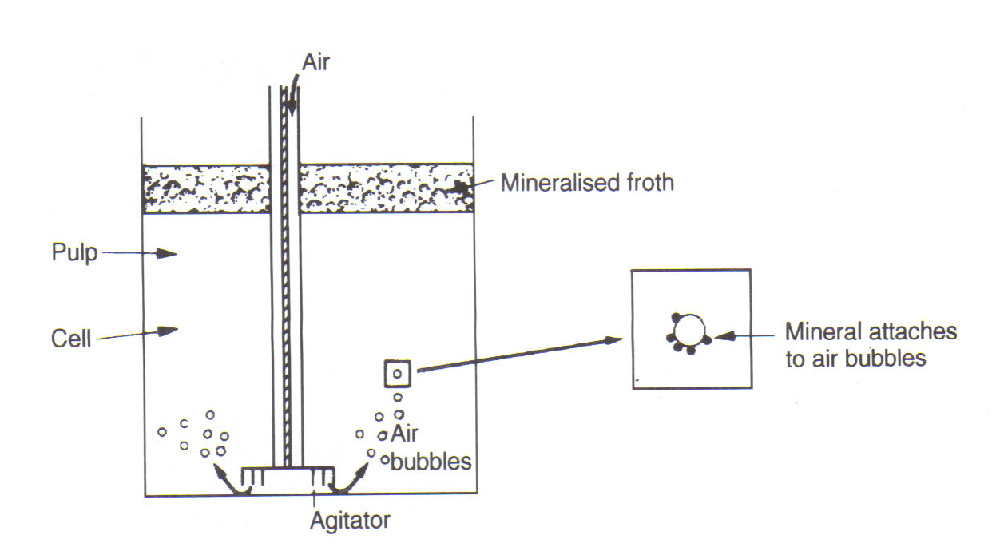 Air
Mineralised froth
Pulp
Cell
Mineral attaches
to air bubbles
Air
bubbles
Agitator